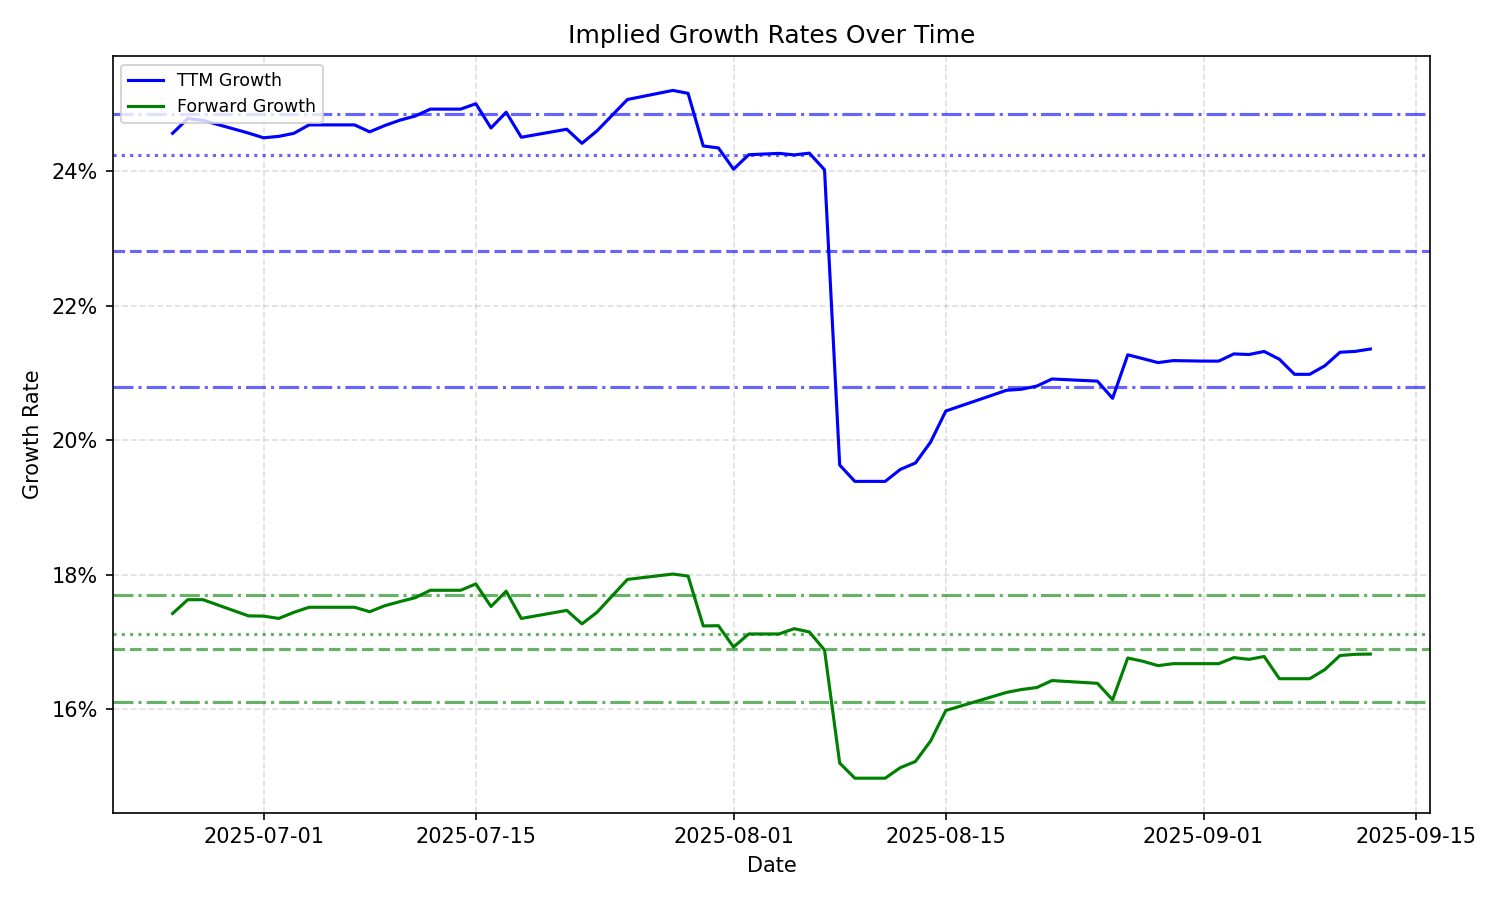 Implied Growth Rates Over Time
TTM Growth
Forward Growth
24%
22%
20%
18%
16%
Growth Rate
2025-07-01
2025-07-15
2025-08-01
2025-08-15
2025-09-01
2025-09-15
Date